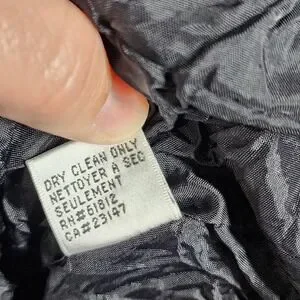 DRY CLEAN ONLY
NETTOYER A SEC
SEULEMENT
RN#61812
CA#23147